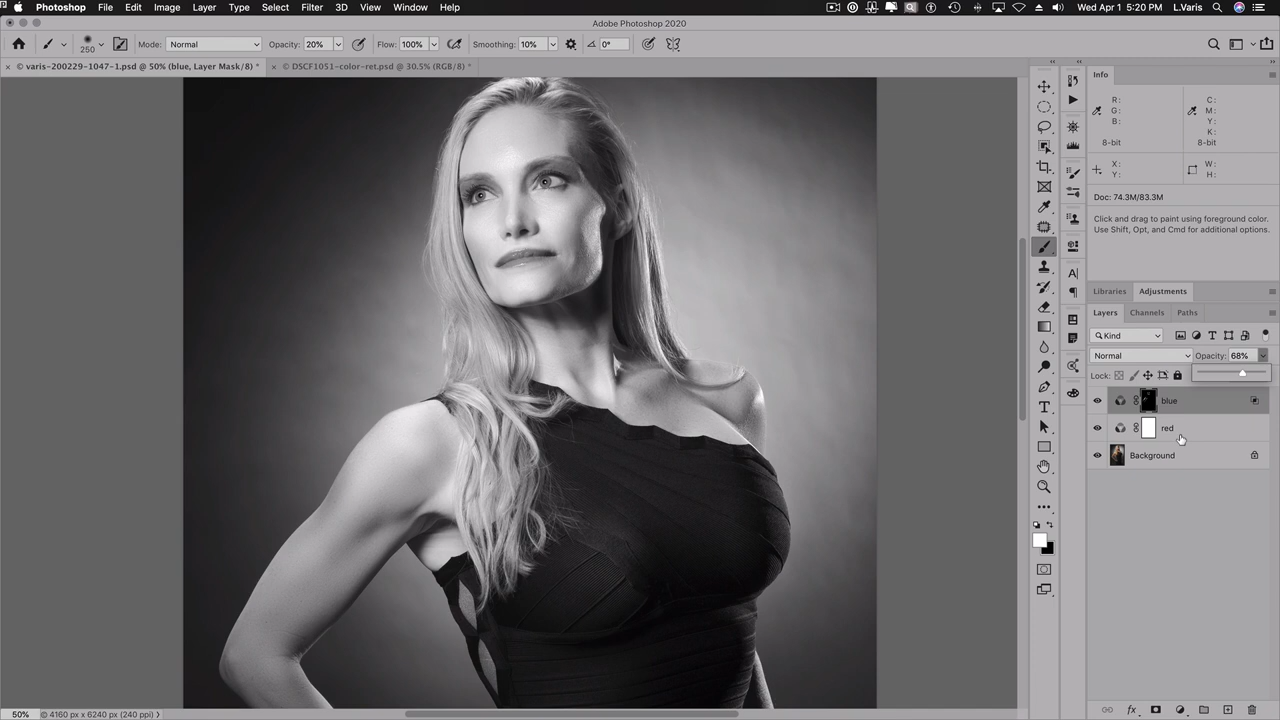 Photoshop File Edit Image Layer Type Select Filter 3D View Window Help Wed Apr 1 5:20 PM L.Varis
Adobe Photoshop 2020
250 Mode: Normal Opacity: 20% Flow: 100% Smoothing: 10% 0°
× © varis-200229-1047-1.psd @ 50% (blue, Layer Mask/8) * × © DSCF1051-color-ret.psd @ 30.5% (RGB/8) *
Info
R: C:
G: M:
B: Y:
K:
8-bit 8-bit
X: W:
Y: H:
Doc: 74.3M/83.3M
Click and drag to paint using foreground color.
Use Shift, Opt, and Cmd for additional options.
Libraries Adjustments
Layers Channels Paths
Kind
Normal Opacity: 68%
Lock:
blue
red
Background
50% © 4160 px x 6240 px (240 ppi)